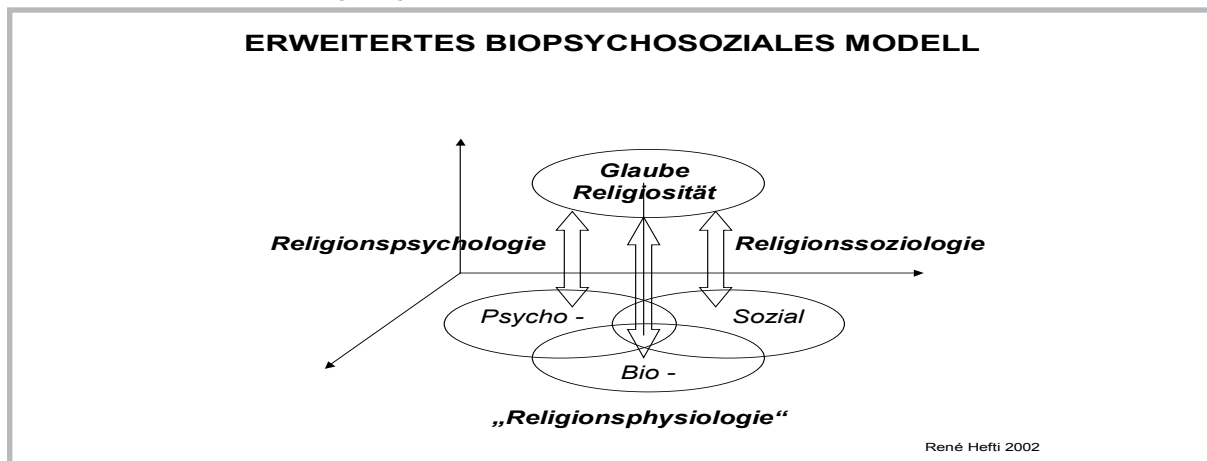 ERWEITERTES BIOPSYCHOSOZIALES MODELL
Glaube
Religiosität
Religionspsychologie
Religionssoziologie
Psycho -
Sozial
Bio -
„Religionsphysiologie“
René Hefti 2002